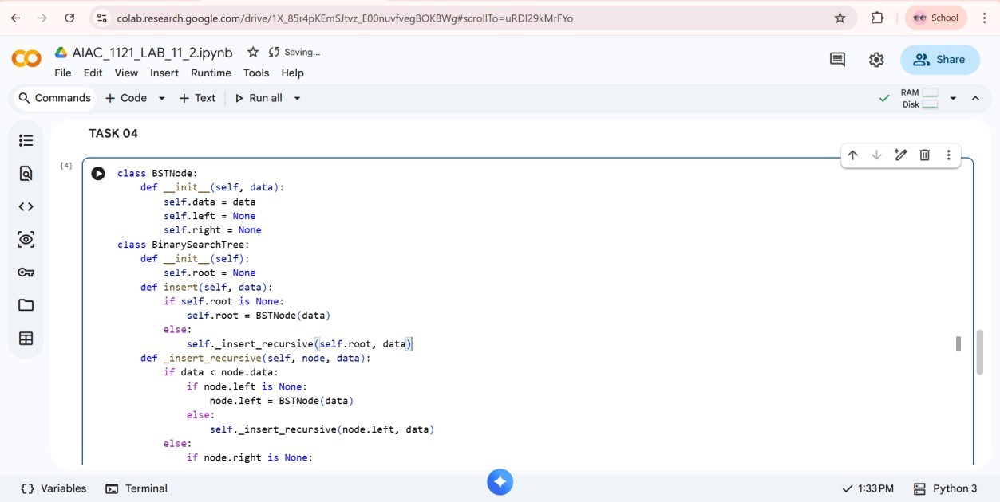 colab.research.google.com/drive/1X_85r4pKEmSJtvz_E00nuvfvegBOKBWg#scrollTo=uRDI29kMrFYo
School
CO
AIAC_1121_LAB_11_2.ipynb
Saving...
File Edit View Insert Runtime Tools Help
Share
Commands + Code + Text Run all
RAM
Disk
TASK 04
[4]
class BSTNode:
    def __init__(self, data):
        self.data = data
        self.left = None
        self.right = None
class BinarySearchTree:
    def __init__(self):
        self.root = None
    def insert(self, data):
        if self.root is None:
            self.root = BSTNode(data)
        else:
            self._insert_recursive(self.root, data)
    def _insert_recursive(self, node, data):
        if data < node.data:
            if node.left is None:
                node.left = BSTNode(data)
            else:
                self._insert_recursive(node.left, data)
        else:
            if node.right is None:
{} Variables Terminal
1:33 PM Python 3